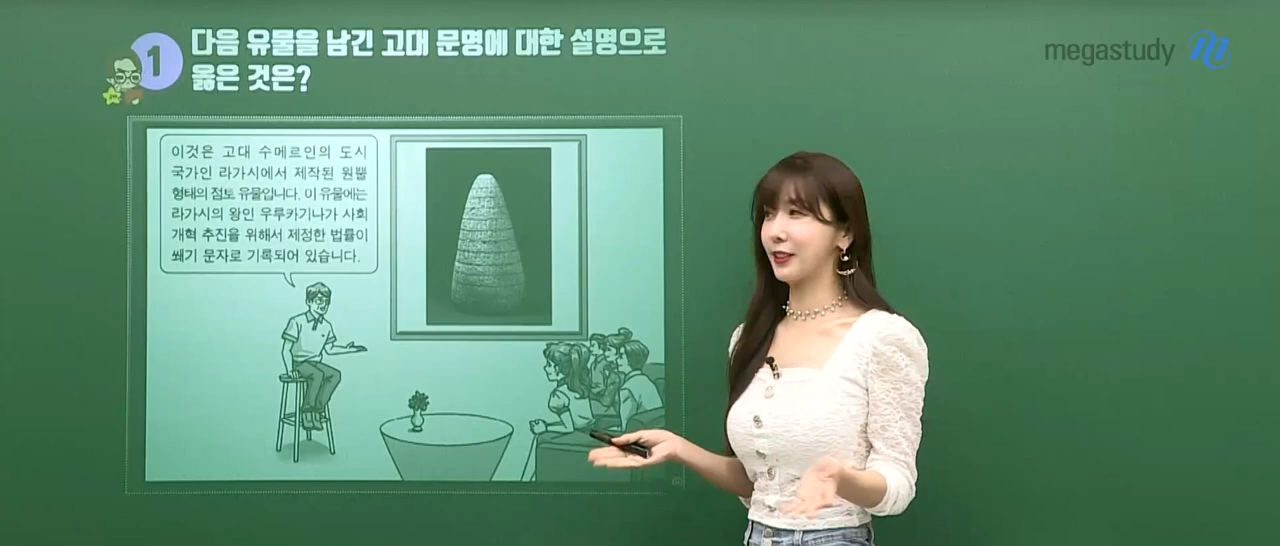 1
다음 유물을 남긴 고대 문명에 대한 설명으로
옳은 것은?
megastudy
이것은 고대 수메르인의 도시
국가인 라가시에서 제작된 원뿔
형태의 점토 유물입니다. 이 유물에는
라가시의 왕인 우루카기나가 사회
개혁 추진을 위해서 제정한 법률이
쐐기 문자로 기록되어 있습니다.